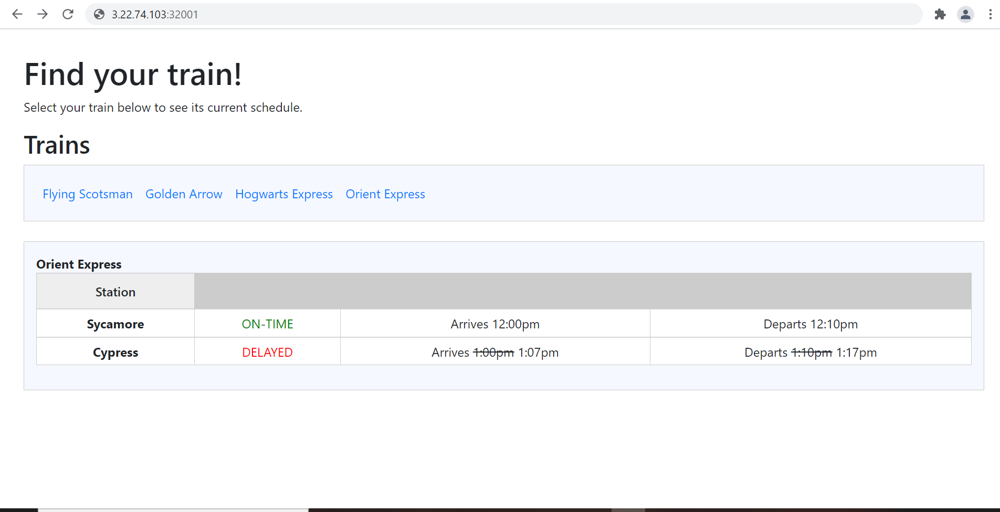 3.22.74.103:32001
Find your train!
Select your train below to see its current schedule.
Trains
Flying Scotsman Golden Arrow Hogwarts Express Orient Express
Orient Express
Station
Sycamore ON-TIME Arrives 12:00pm Departs 12:10pm
Cypress DELAYED Arrives 1:00pm 1:07pm Departs 1:10pm 1:17pm